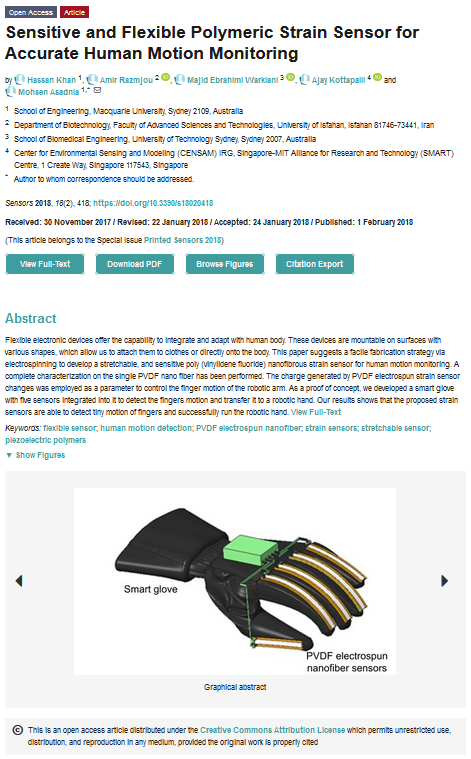 Open Access Article
Sensitive and Flexible Polymeric Strain Sensor for
Accurate Human Motion Monitoring
by Hassan Khan 1, Amir Razmjou 2, Majid Ebrahimi Warkiani 3, Ajay Kottapalli 4 and
Mohsen Asadnia 1,*
1 School of Engineering, Macquarie University, Sydney 2109, Australia
2 Department of Biotechnology, Faculty of Advanced Sciences and Technologies, University of Isfahan, Isfahan 81746-73441, Iran
3 School of Biomedical Engineering, University of Technology Sydney, Sydney 2007, Australia
4 Center for Environmental Sensing and Modeling (CENSAM) IRG, Singapore-MIT Alliance for Research and Technology (SMART)
Centre, 1 Create Way, Singapore 117543, Singapore
* Author to whom correspondence should be addressed.
Sensors 2018, 18(2), 418; https://doi.org/10.3390/s18020418
Received: 30 November 2017 / Revised: 22 January 2018 / Accepted: 24 January 2018 / Published: 1 February 2018
(This article belongs to the Special Issue Printed Sensors 2018)
View Full-Text Download PDF Browse Figures Citation Export
Abstract
Flexible electronic devices offer the capability to integrate and adapt with human body. These devices are mountable on surfaces with
various shapes, which allow us to attach them to clothes or directly onto the body. This paper suggests a facile fabrication strategy via
electrospinning to develop a stretchable, and sensitive poly (vinylidene fluoride) nanofibrous strain sensor for human motion monitoring. A
complete characterization on the single PVDF nano fiber has been performed. The charge generated by PVDF electrospun strain sensor
changes was employed as a parameter to control the finger motion of the robotic arm. As a proof of concept, we developed a smart glove
with five sensors integrated into it to detect the fingers motion and transfer it to a robotic hand. Our results shows that the proposed strain
sensors are able to detect tiny motion of fingers and successfully run the robotic hand. View Full-Text
Keywords: flexible sensor; human motion detection; PVDF electrospun nanofiber; strain sensors; stretchable sensor;
piezoelectric polymers
▼ Show Figures
Smart glove
PVDF electrospun
nanofiber sensors
Graphical abstract
© This is an open access article distributed under the Creative Commons Attribution License which permits unrestricted use,
distribution, and reproduction in any medium, provided the original work is properly cited